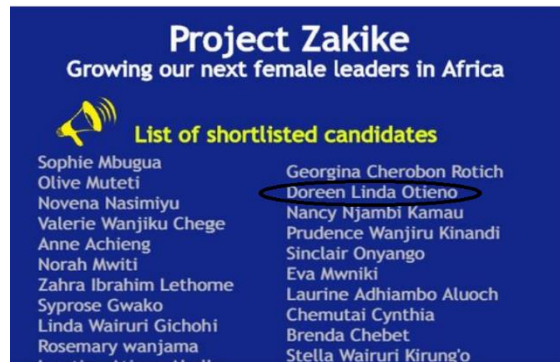 Project Zakike
Growing our next female leaders in Africa
List of shortlisted candidates
Sophie Mbugua
Olive Muteti
Novena Nasimiyu
Valerie Wanjiku Chege
Anne Achieng
Norah Mwiti
Zahra Ibrahim Lethome
Syprose Gwako
Linda Wairuri Gichohi
Rosemary wanjama
Georgina Cherobon Rotich
Doreen Linda Otieno
Nancy Njambi Kamau
Prudence Wanjiru Kinandi
Sinclair Onyango
Eva Mwniki
Laurine Adhiambo Aluoch
Chemutai Cynthia
Brenda Chebet
Stella Wairuri Kirung'o